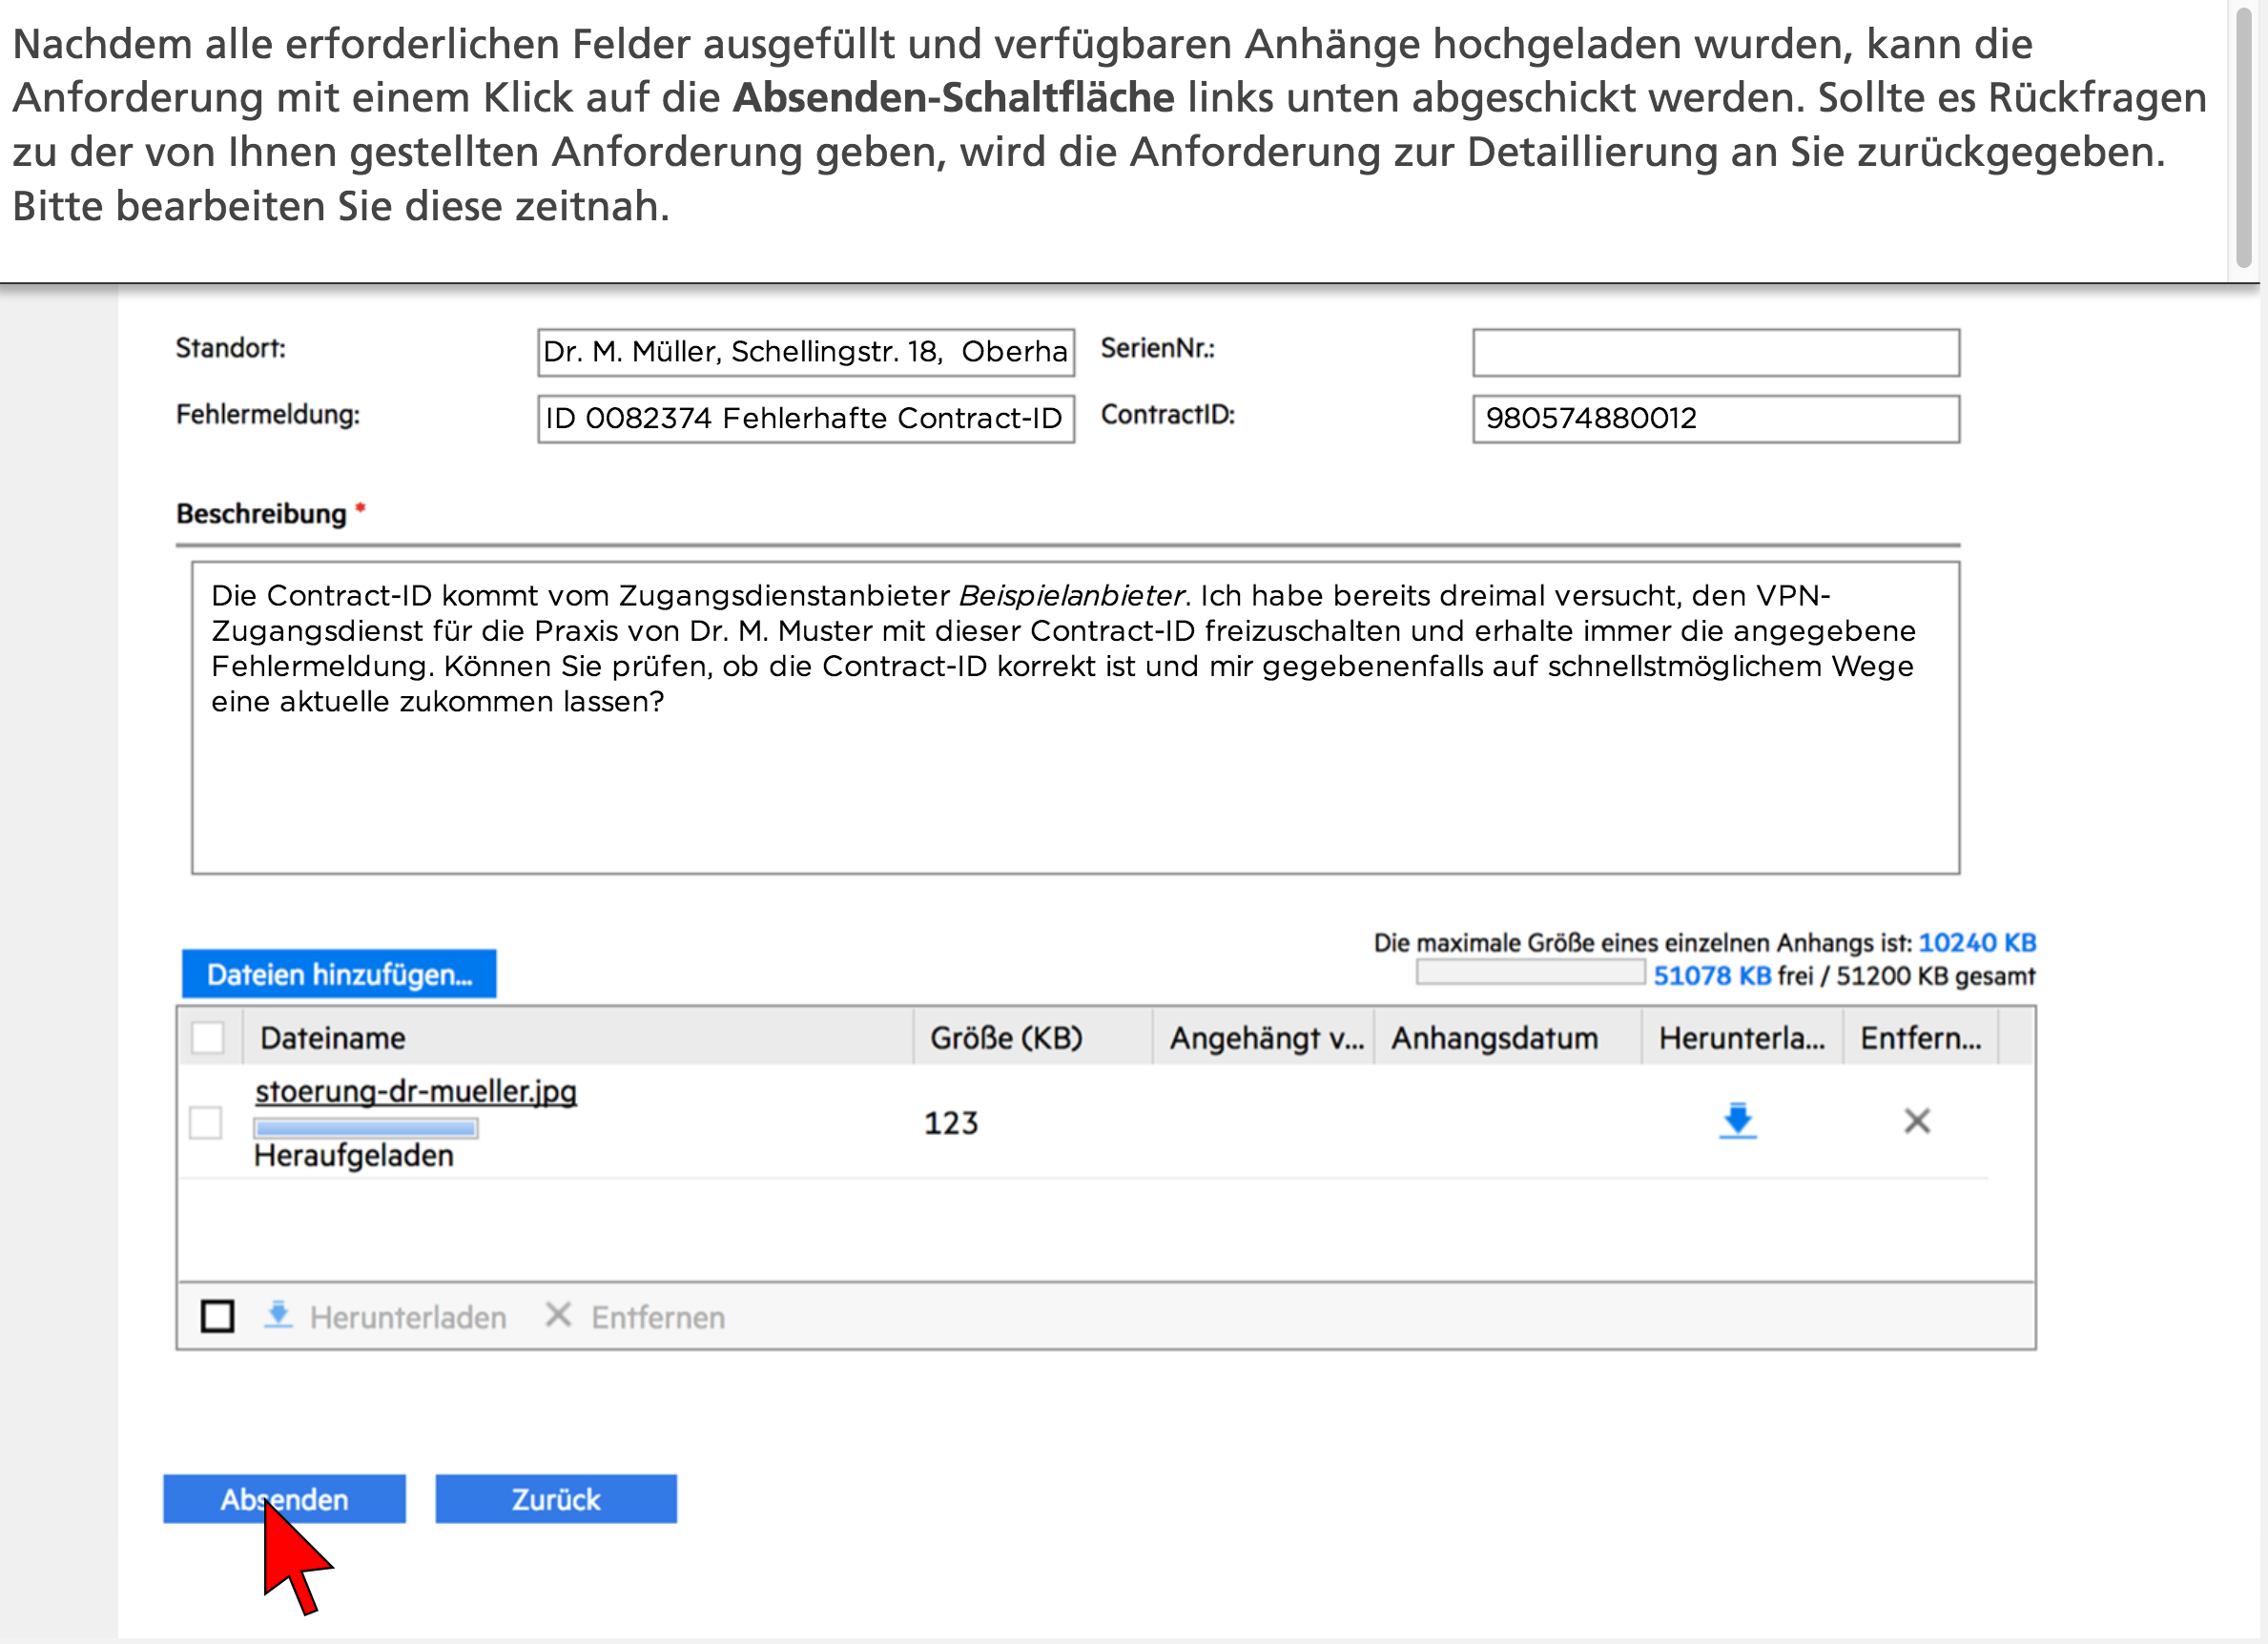 Nachdem alle erforderlichen Felder ausgefüllt und verfügbaren Anhänge hochgeladen wurden, kann die
Anforderung mit einem Klick auf die Absenden-Schaltfläche links unten abgeschickt werden. Sollte es Rückfragen
zu der von Ihnen gestellten Anforderung geben, wird die Anforderung zur Detaillierung an Sie zurückgegeben.
Bitte bearbeiten Sie diese zeitnah.
Standort: Dr. M. Müller, Schellingstr. 18, Oberha SerienNr.:
Fehlermeldung: ID 0082374 Fehlerhafte Contract-ID ContractID: 980574880012
Beschreibung *
Die Contract-ID kommt vom Zugangsdienstanbieter Beispielanbieter. Ich habe bereits dreimal versucht, den VPN-
Zugangsdienst für die Praxis von Dr. M. Muster mit dieser Contract-ID freizuschalten und erhalte immer die angegebene
Fehlermeldung. Können Sie prüfen, ob die Contract-ID korrekt ist und mir gegebenenfalls auf schnellstmöglichem Wege
eine aktuelle zukommen lassen?
Die maximale Größe eines einzelnen Anhangs ist: 10240 KB
Dateien hinzufügen... 51078 KB frei / 51200 KB gesamt
Dateiname Größe (KB) Angehängt v... Anhangsdatum Herunterla... Entfern...
stoerung-dr-mueller.jpg
123
Heraufgeladen
Herunterladen Entfernen
Absenden Zurück